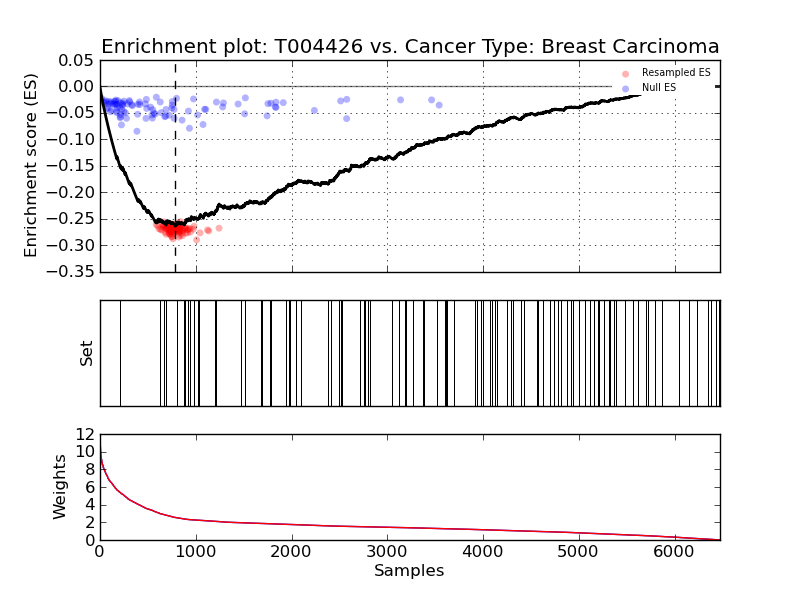 Enrichment plot: T004426 vs. Cancer Type: Breast Carcinoma
0.05
0.00
−0.05
−0.10
−0.15
−0.20
−0.25
−0.30
−0.35
Enrichment score (ES)
Resampled ES
Null ES
Set
12
10
8
6
4
2
0
Weights
0 1000 2000 3000 4000 5000 6000
Samples